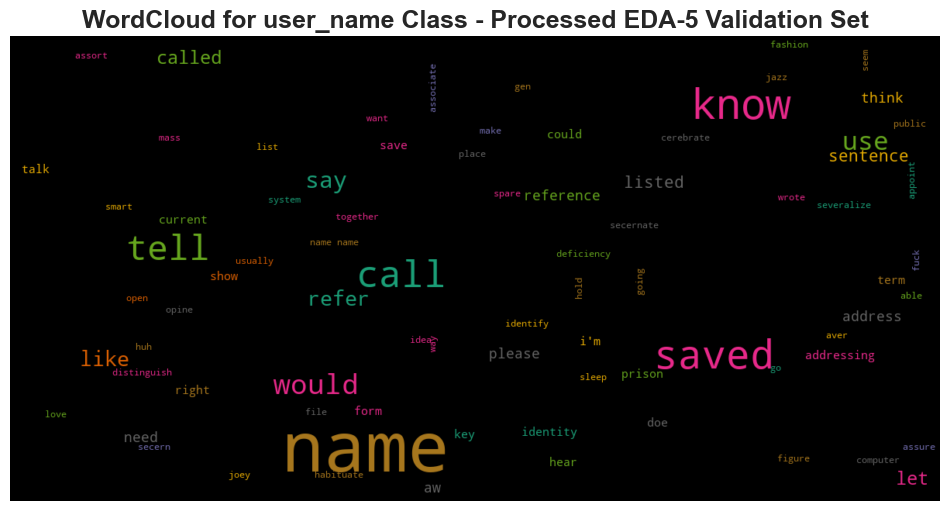 WordCloud for user_name Class - Processed EDA-5 Validation Set
fashion
assort
called
seem
associate
jazz
gen
know
think
want
public
mass
make
could
cerebrate
use
list
save
place
sentence
talk
say
listed
appoint
system
spare
reference
wrote
smart
severalize
current
together
secernate
tell
name name
usually
deficiency
fuck
show
call
hold
going
term
open
refer
able
opine
identify
address
huh
idea
way
i'm
aver
like
please
saved
addressing
distinguish
would
sleep
prison
go
right
love
file
form
doe
need
name
key
identity
secern
assure
joey
habituate
hear
figure
computer
aw
let